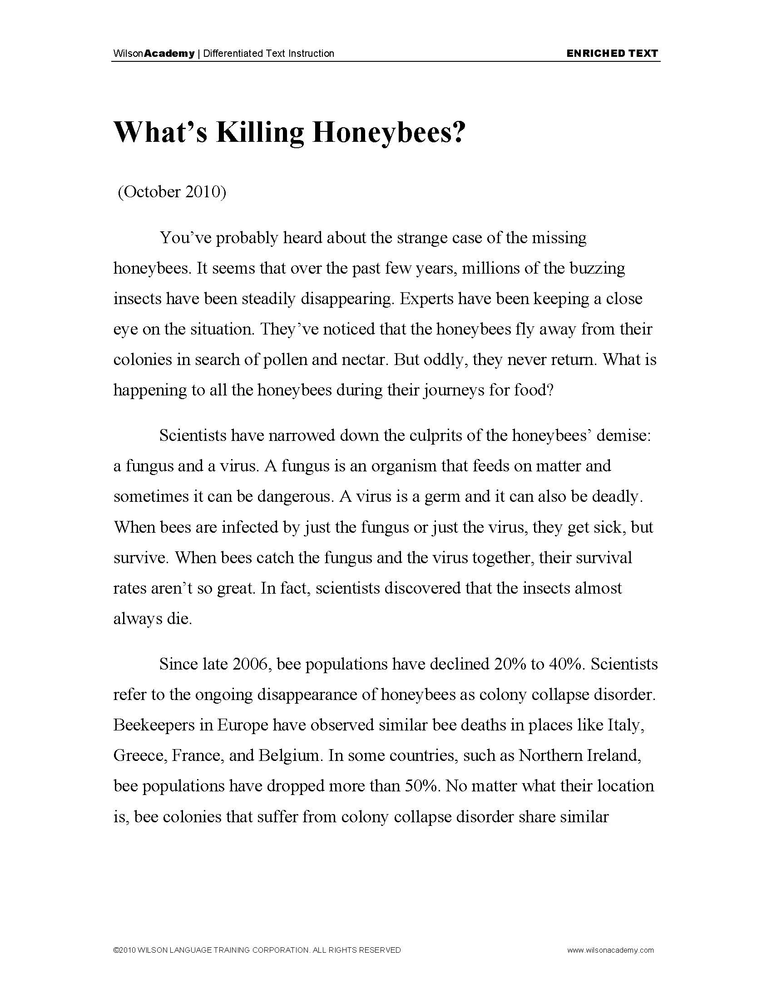 WilsonAcademy | Differentiated Text Instruction ENRICHED TEXT
What’s Killing Honeybees?
(October 2010)
You’ve probably heard about the strange case of the missing
honeybees. It seems that over the past few years, millions of the buzzing
insects have been steadily disappearing. Experts have been keeping a close
eye on the situation. They’ve noticed that the honeybees fly away from their
colonies in search of pollen and nectar. But oddly, they never return. What is
happening to all the honeybees during their journeys for food?
Scientists have narrowed down the culprits of the honeybees’ demise:
a fungus and a virus. A fungus is an organism that feeds on matter and
sometimes it can be dangerous. A virus is a germ and it can also be deadly.
When bees are infected by just the fungus or just the virus, they get sick, but
survive. When bees catch the fungus and the virus together, their survival
rates aren’t so great. In fact, scientists discovered that the insects almost
always die.
Since late 2006, bee populations have declined 20% to 40%. Scientists
refer to the ongoing disappearance of honeybees as colony collapse disorder.
Beekeepers in Europe have observed similar bee deaths in places like Italy,
Greece, France, and Belgium. In some countries, such as Northern Ireland,
bee populations have dropped more than 50%. No matter what their location
is, bee colonies that suffer from colony collapse disorder share similar
©2010 WILSON LANGUAGE TRAINING CORPORATION. ALL RIGHTS RESERVED www.wilsonacademy.com